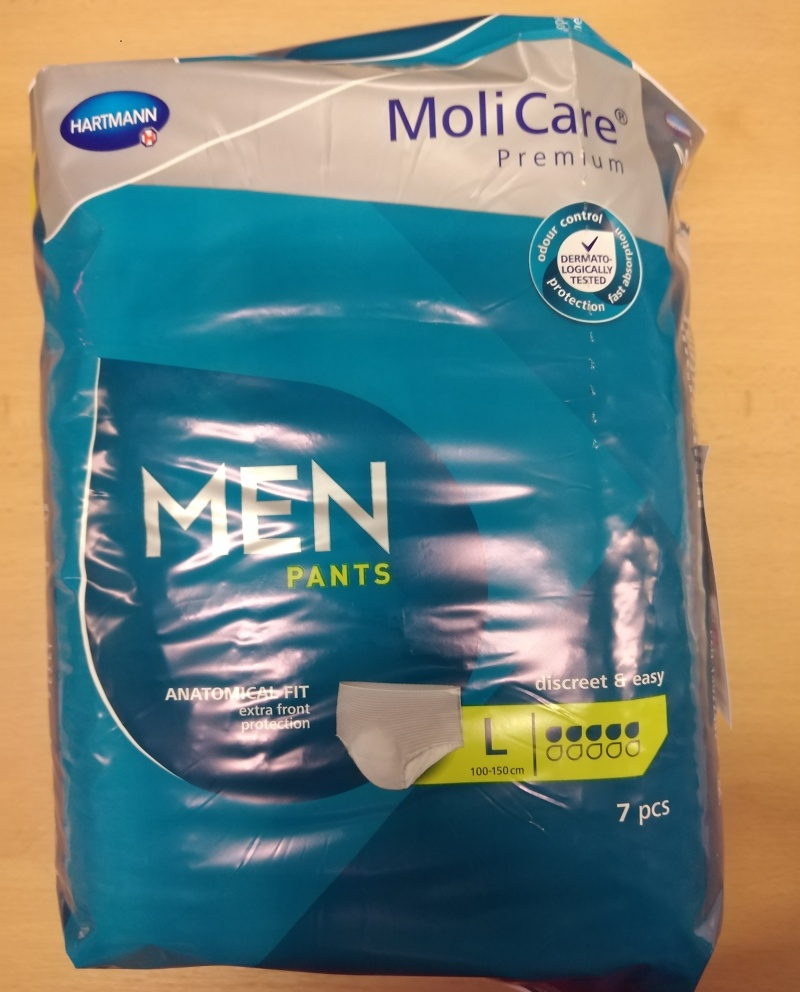 HARTMANN
MoliCare®
Premium
odour control
fast absorption
protection
DERMATO-
LOGICALLY
TESTED
MEN
PANTS
ANATOMICAL FIT
extra front
protection
discreet & easy
L
100-150 cm
7 pcs